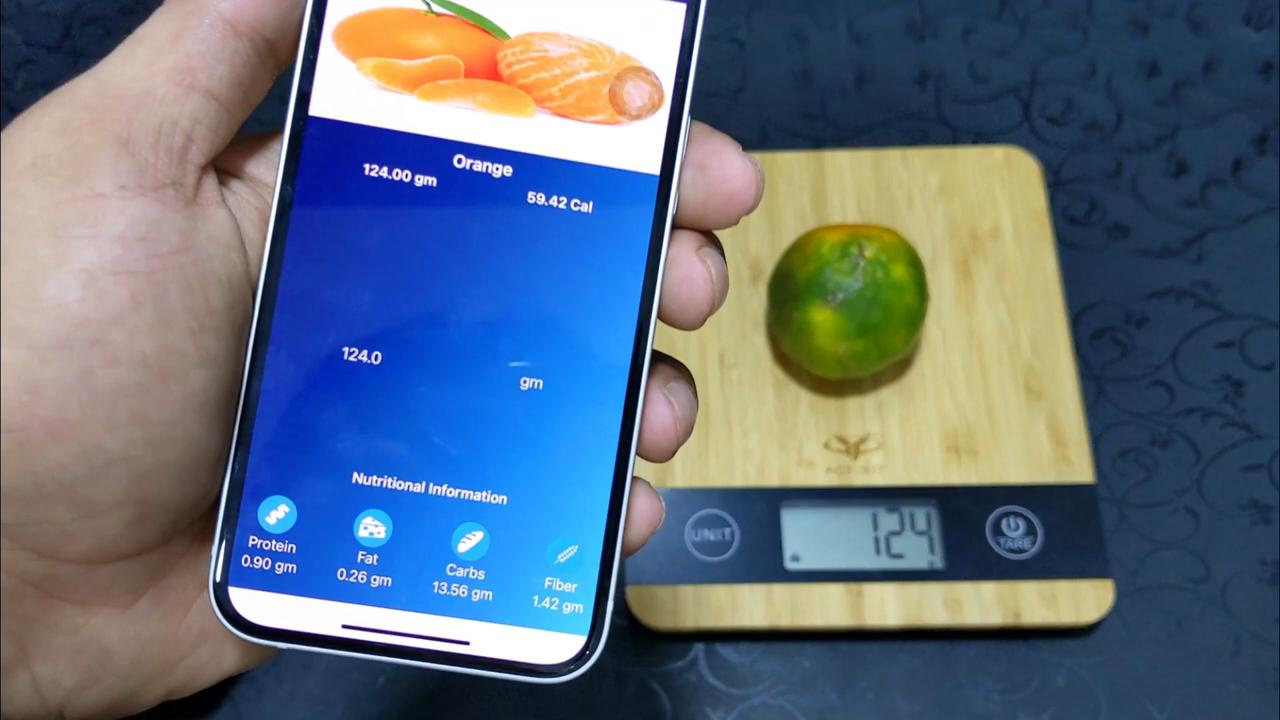 Orange
124.00 gm
59.42 Cal
124.0
gm
Nutritional Information
Protein
0.90 gm
Fat
0.26 gm
Carbs
13.56 gm
Fiber
1.42 gm
UNIT
124
TARE